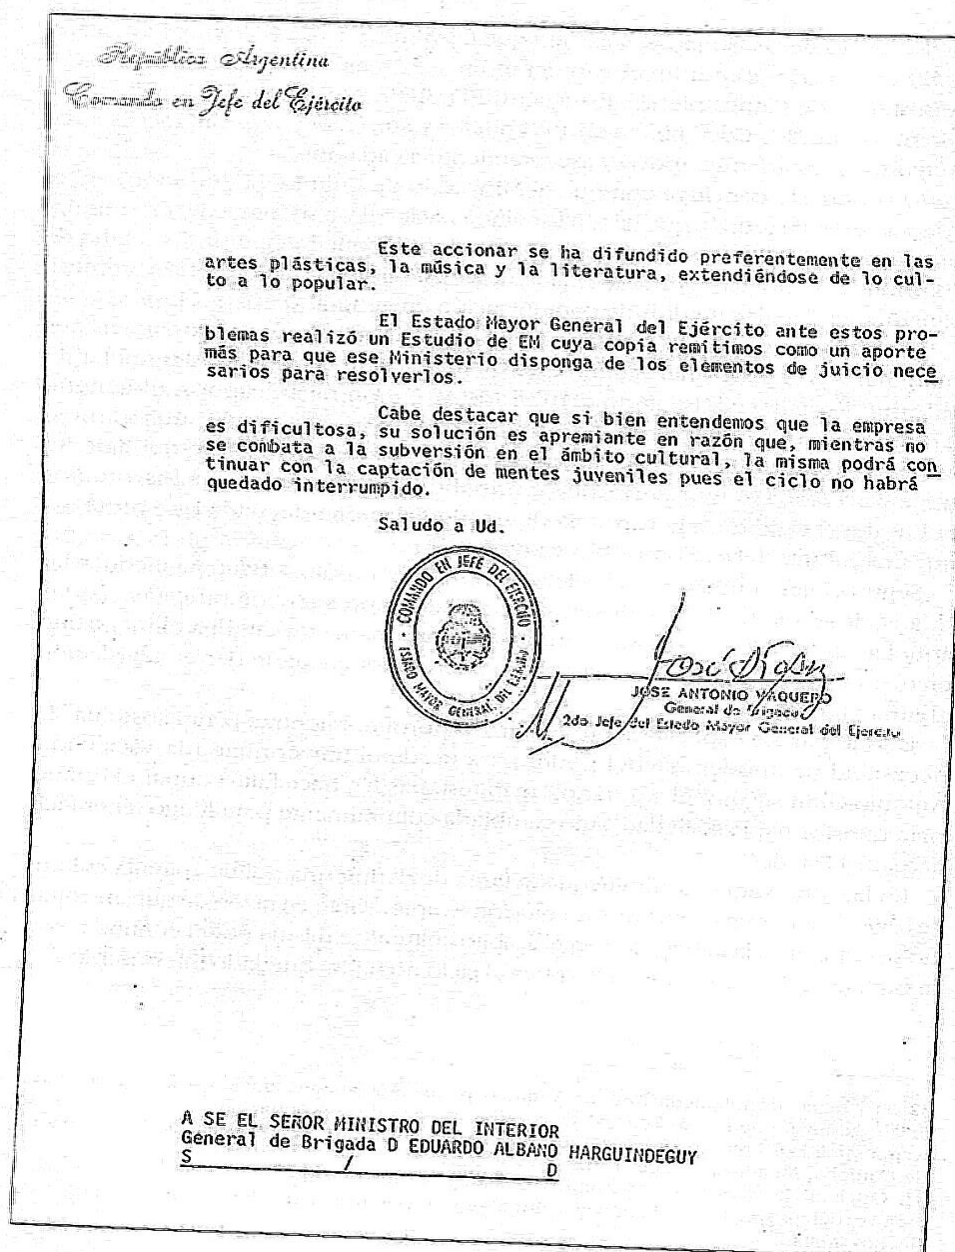 República Argentina
Comando en Jefe del Ejército
Este accionar se ha difundido preferentemente en las
artes plásticas, la música y la literatura, extendiéndose de lo cul-
to a lo popular.
El Estado Mayor General del Ejército ante estos pro-
blemas realizó un Estudio de EM cuya copia remitimos como un aporte
más para que ese Ministerio disponga de los elementos de juicio nece
sarios para resolverlos.
Cabe destacar que si bien entendemos que la empresa
es dificultosa, su solución es apremiante en razón que, mientras no
se combata a la subversión en el ámbito cultural, la misma podrá con
tinuar con la captación de mentes juveniles pues el ciclo no habrá
quedado interrumpido.
Saludo a Ud.
COMANDO EN JEFE DEL EJERCITO
ESTADO MAYOR GENERAL DEL EJERCITO
JOSE ANTONIO VAQUERO
General de Brigada
2do Jefe del Estado Mayor General del Ejercito
A SE EL SEÑOR MINISTRO DEL INTERIOR
General de Brigada D EDUARDO ALBANO HARGUINDEGUY
S / D